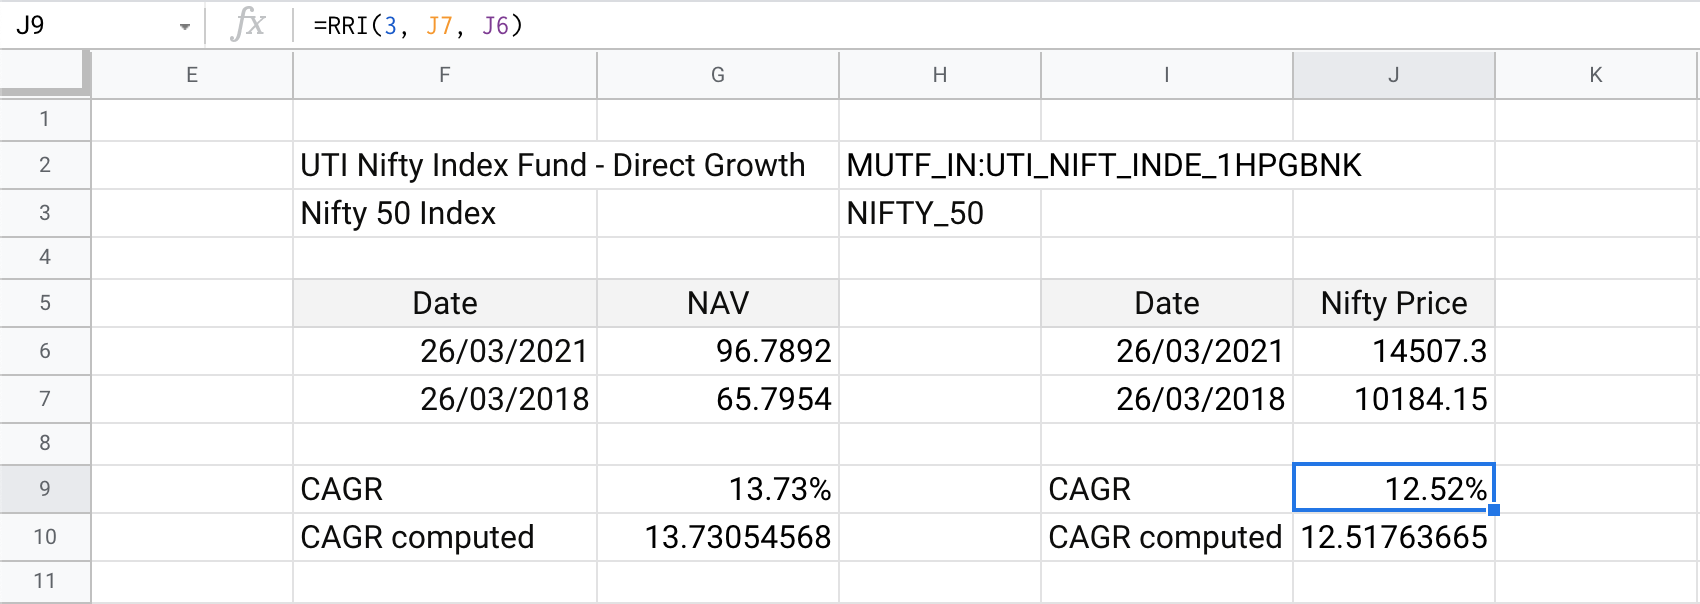 J9 fx =RRI(3, J7, J6)
E F G H I J K
1
2 UTI Nifty Index Fund - Direct Growth MUTF_IN:UTI_NIFT_INDE_1HPGBNK
3 Nifty 50 Index NIFTY_50
4
5 Date NAV Date Nifty Price
6 26/03/2021 96.7892 26/03/2021 14507.3
7 26/03/2018 65.7954 26/03/2018 10184.15
8
9 CAGR 13.73% CAGR 12.52%
10 CAGR computed 13.73054568 CAGR computed 12.51763665
11